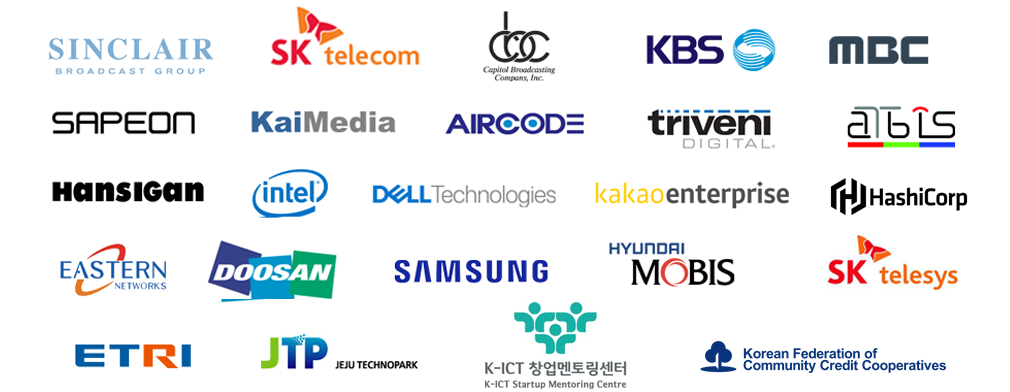 SINCLAIR
BROADCAST GROUP
SK telecom
cbc
Capitol Broadcasting
Company, Inc.
KBS
MBC
SAPEON
KaiMedia
AIRCODE
triveni
DIGITAL
atbis
HANSIGan
intel
DELL Technologies
kakaoenterprise
HashiCorp
EASTERN
NETWORKS
DOOSAN
SAMSUNG
HYUNDAI
MOBIS
SK telesys
ETRI
JTP JEJU TECHNOPARK
K-ICT 창업멘토링센터
K-ICT Startup Mentoring Centre
Korean Federation of
Community Credit Cooperatives